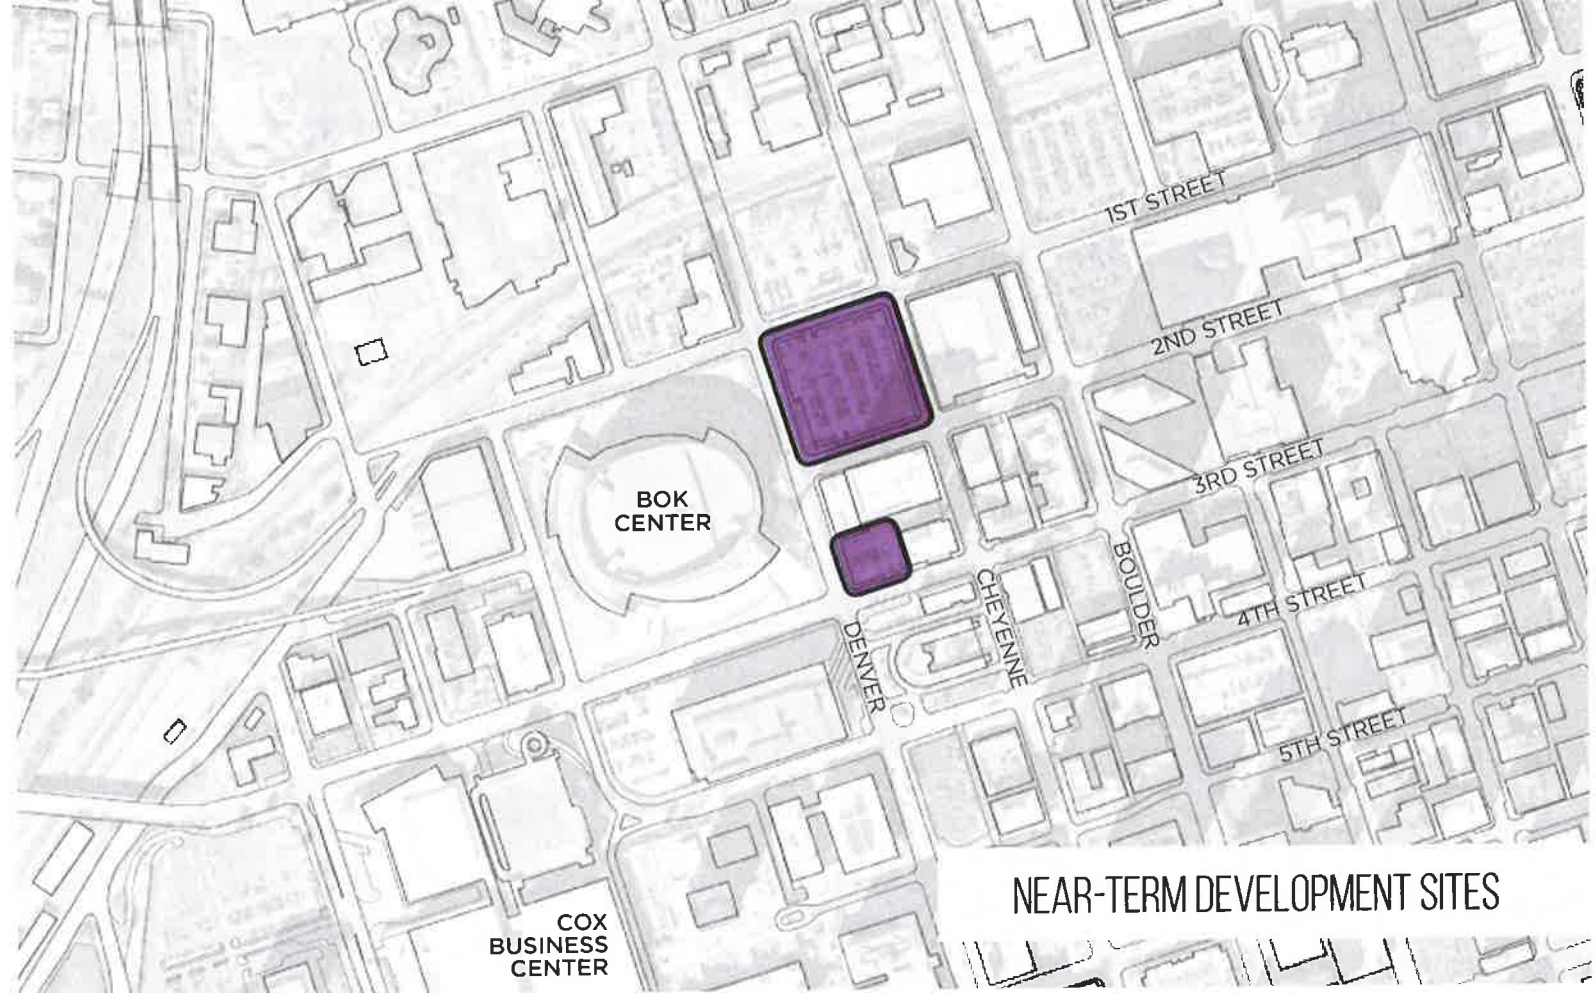 1ST STREET
2ND STREET
3RD STREET
BOK
CENTER
BOULDER
CHEYENNE
4TH STREET
DENVER
5TH STREET
NEAR-TERM DEVELOPMENT SITES
COX
BUSINESS
CENTER